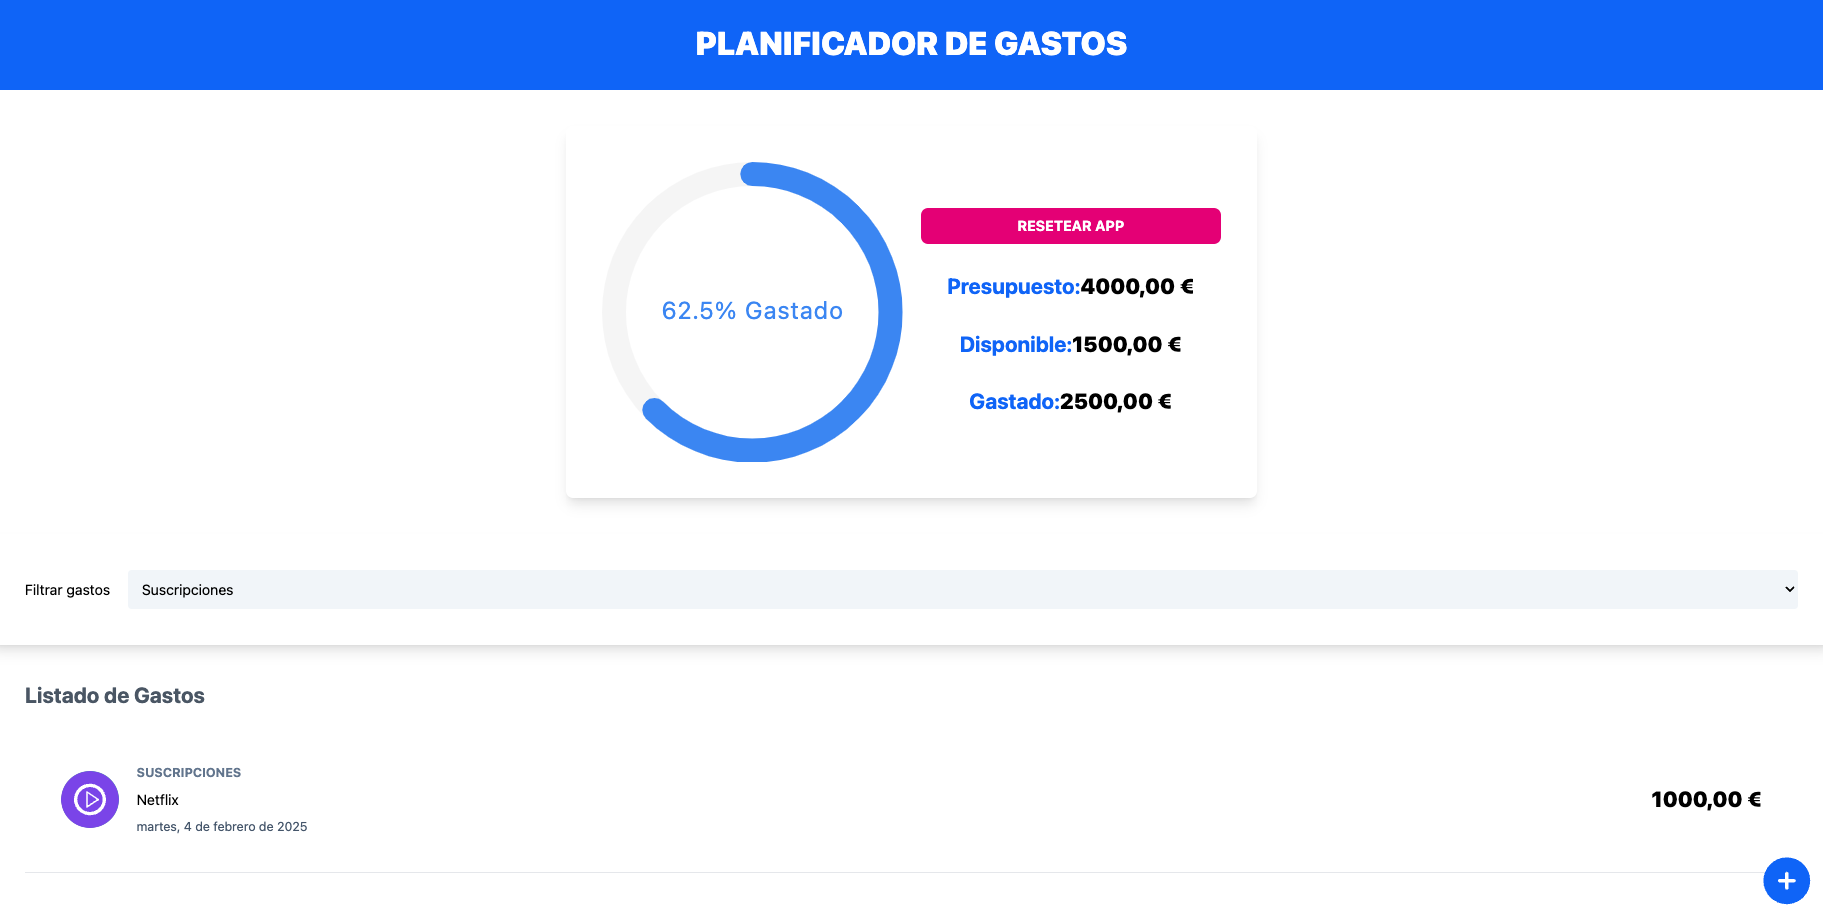 PLANIFICADOR DE GASTOS
62.5% Gastado
RESETEAR APP
Presupuesto:4000,00 €
Disponible:1500,00 €
Gastado:2500,00 €
Filtrar gastos
Suscripciones
Listado de Gastos
SUSCRIPCIONES
Netflix
martes, 4 de febrero de 2025
1000,00 €